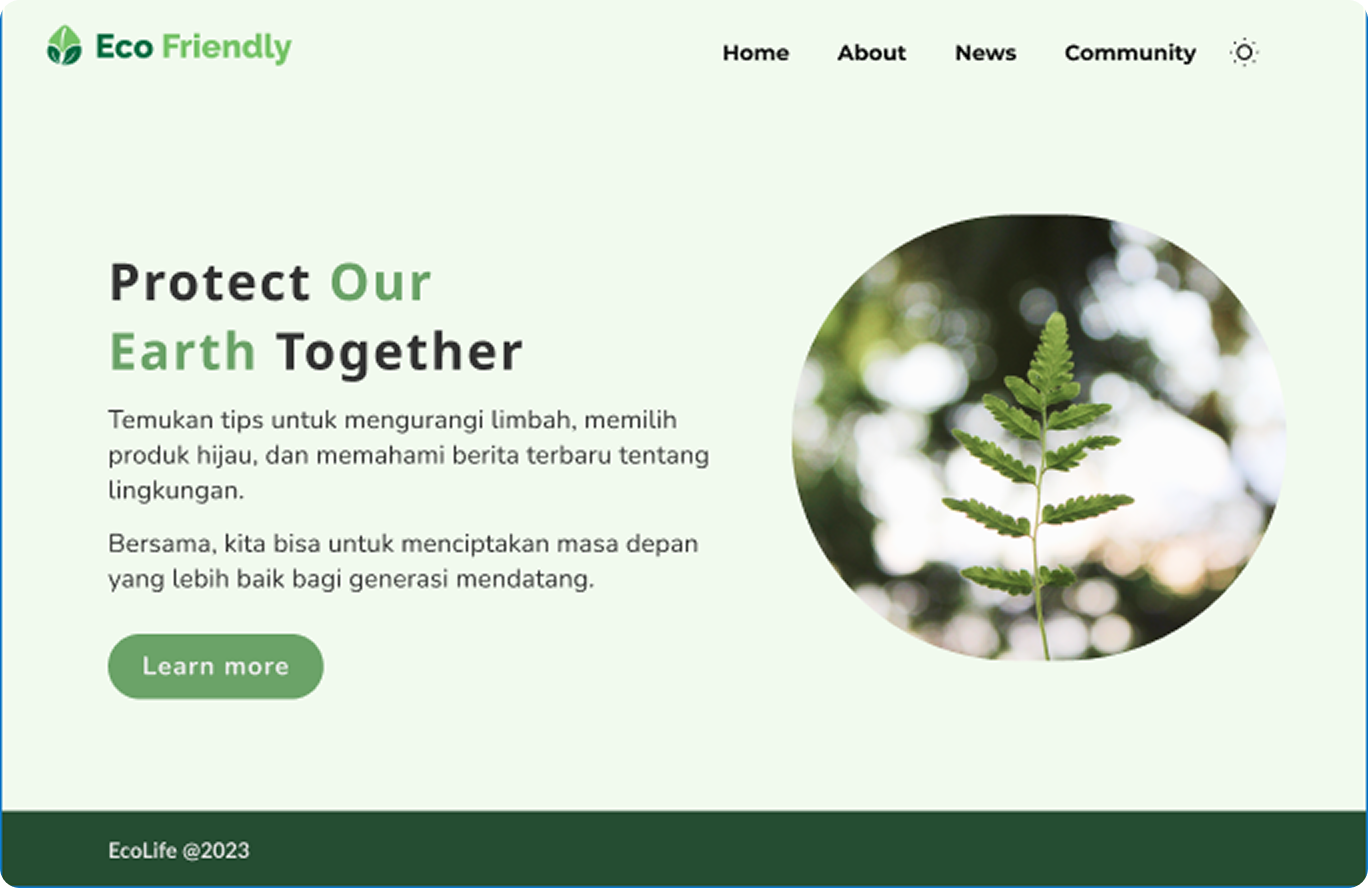 Eco Friendly
Home About News Community
Protect Our
Earth Together
Temukan tips untuk mengurangi limbah, memilih
produk hijau, dan memahami berita terbaru tentang
lingkungan.
Bersama, kita bisa untuk menciptakan masa depan
yang lebih baik bagi generasi mendatang.
Learn more
EcoLife @2023